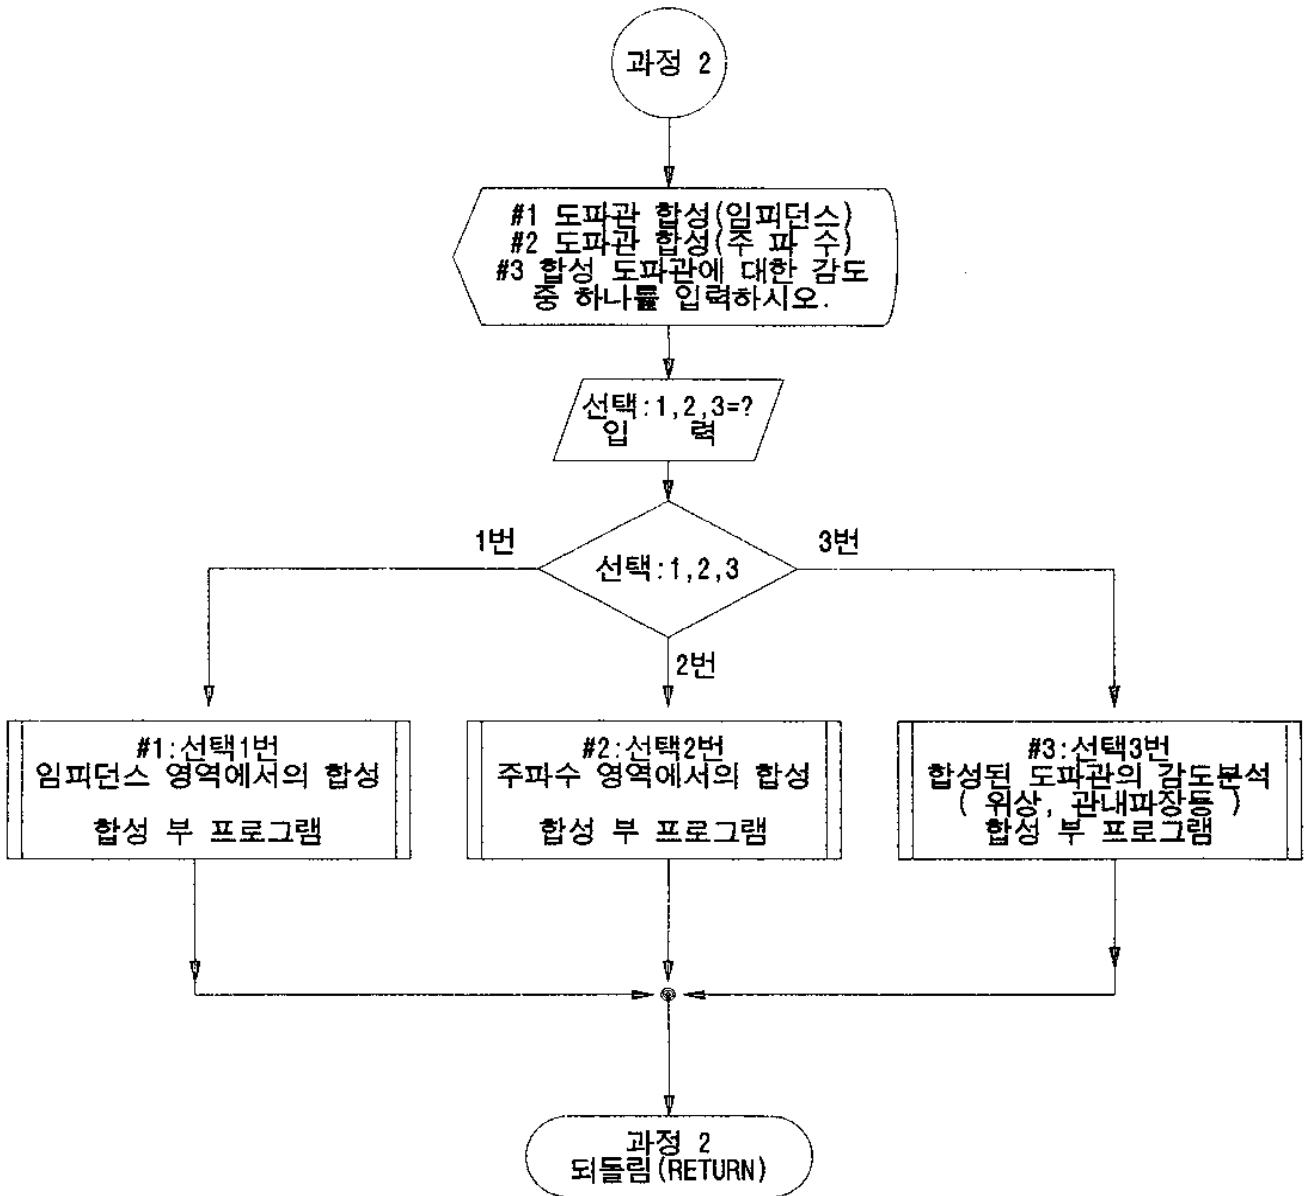 과정 2
#1 도파관 합성(임피던스)
#2 도파관 합성(주 파 수)
#3 합성 도파관에 대한 감도
중 하나를 입력하시오.
선택:1,2,3=?
입 력
1번
선택:1,2,3
3번
2번
#1:선택1번
임피던스 영역에서의 합성
합성 부 프로그램
#2:선택2번
주파수 영역에서의 합성
합성 부 프로그램
#3:선택3번
합성된 도파관의 감도분석
( 위상, 관내파장등 )
합성 부 프로그램
과정 2
되돌림(RETURN)